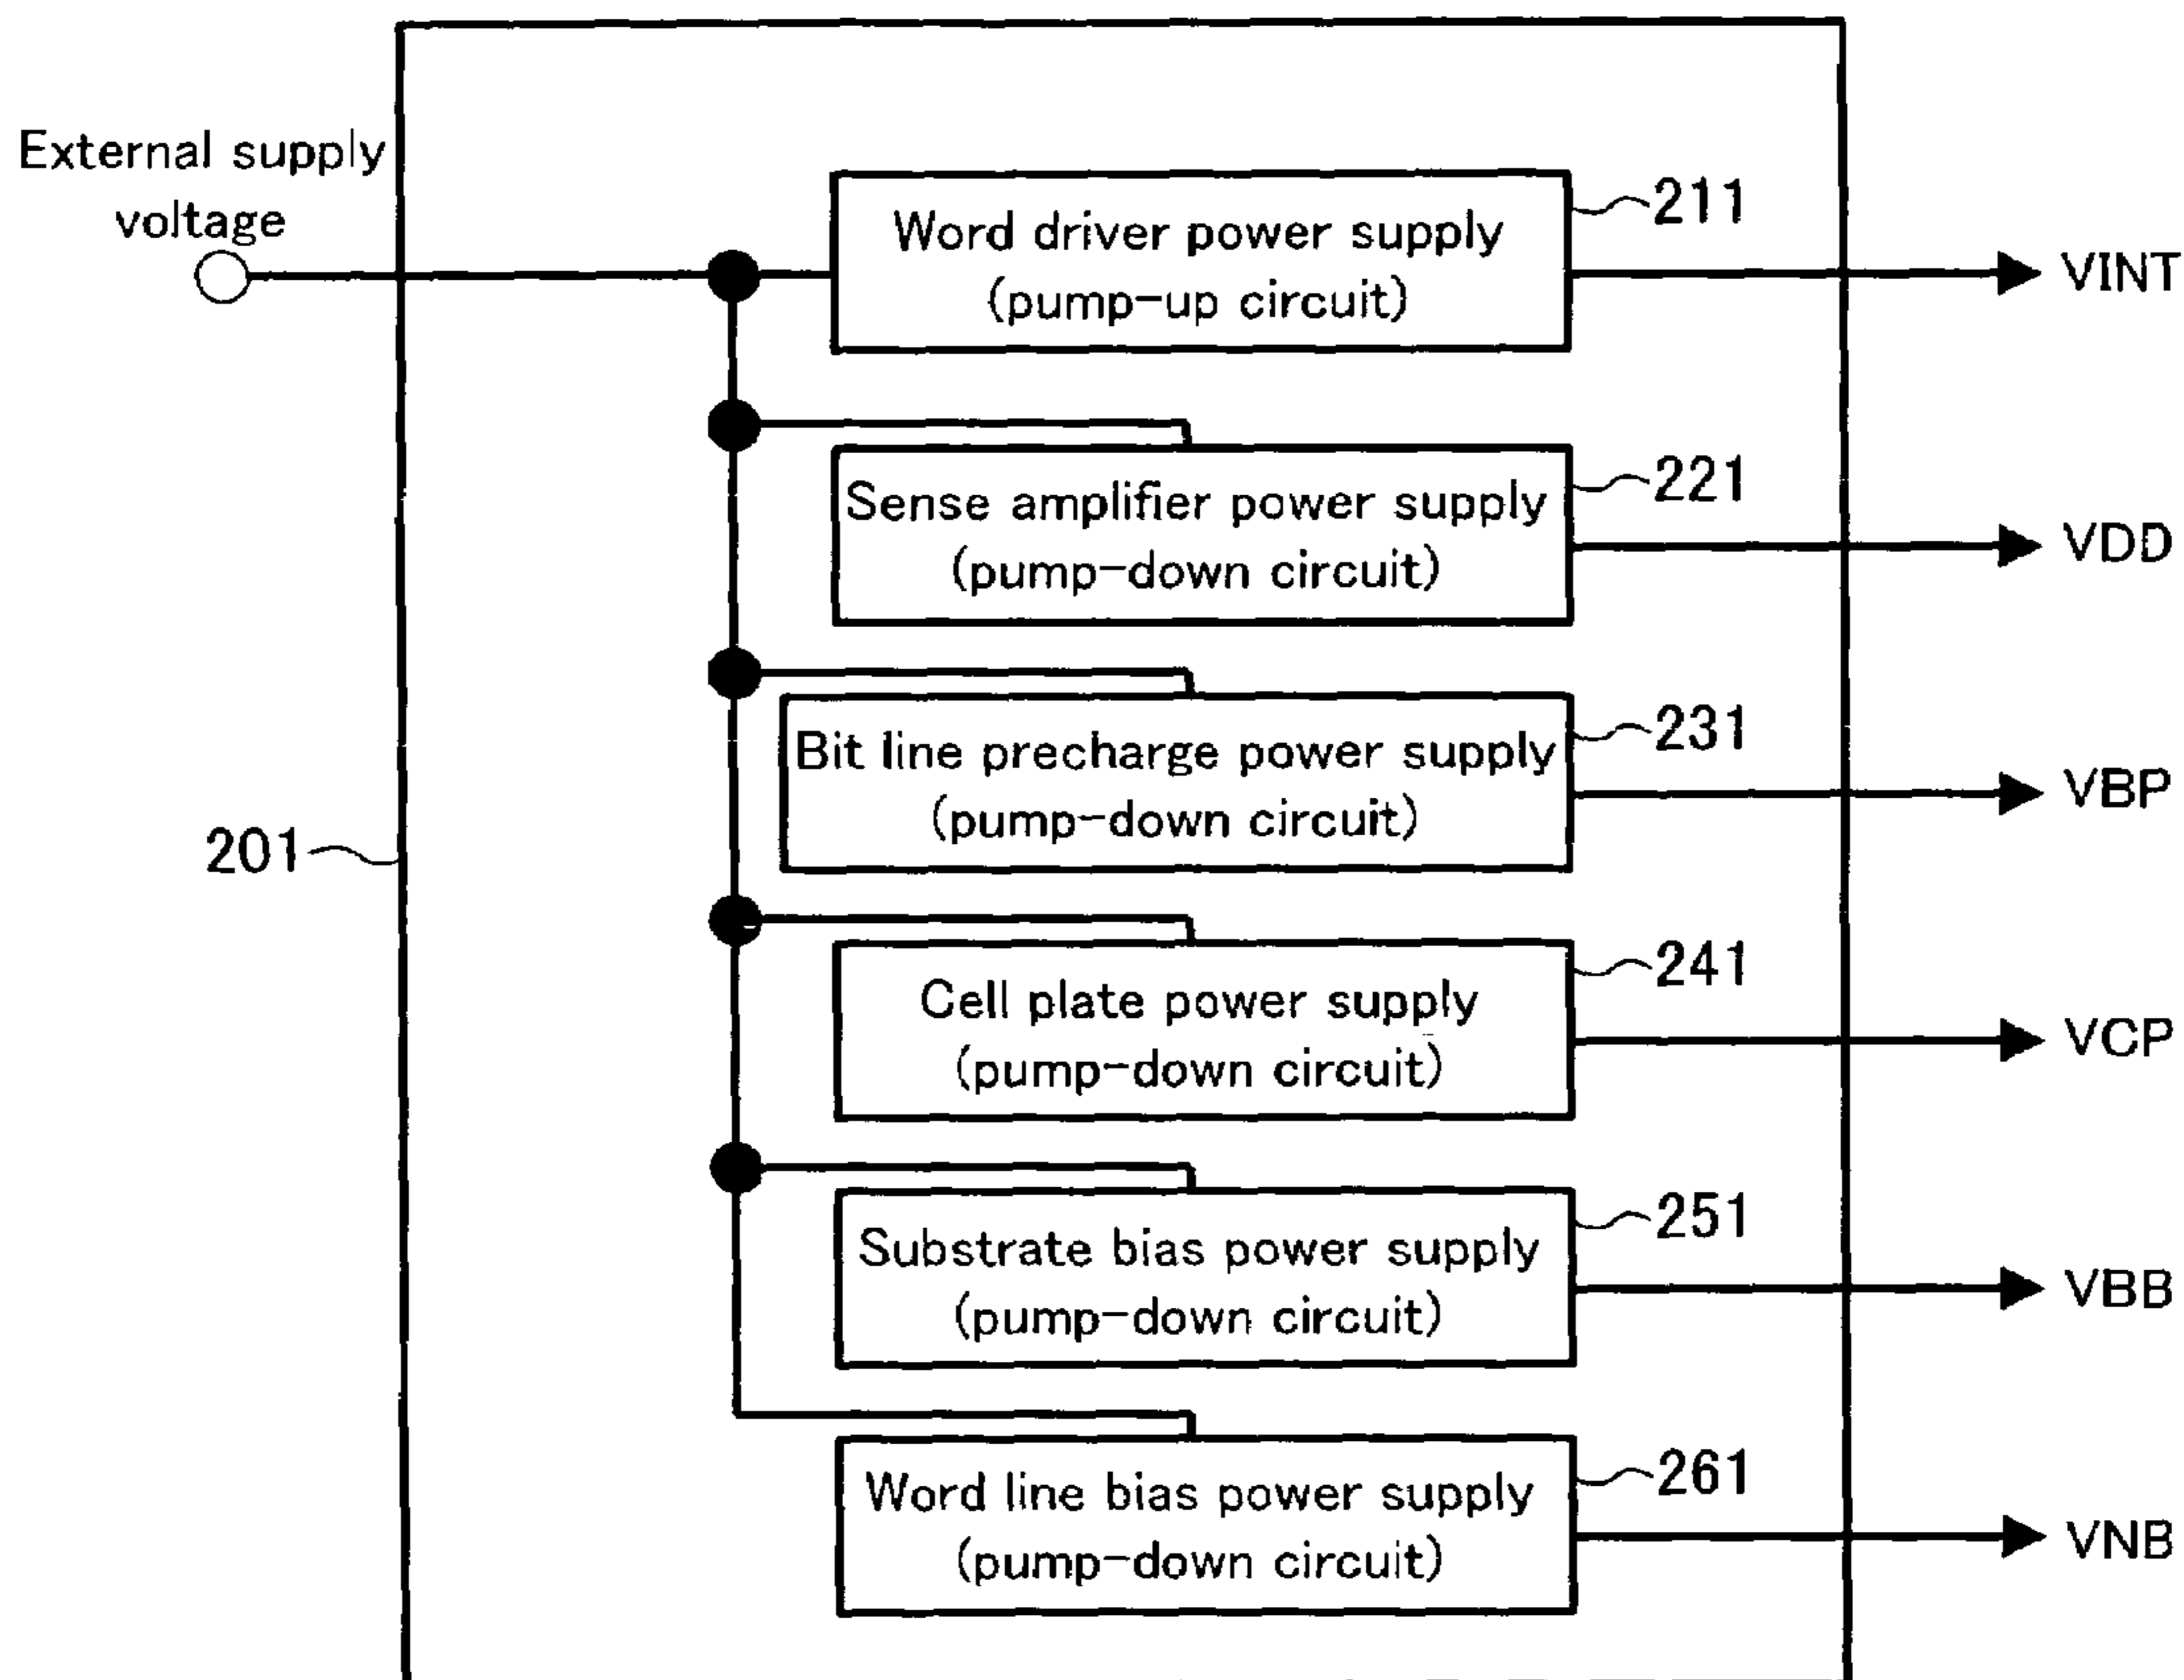 External supply
voltage
Word driver power supply
(pump-up circuit)
211
VINT
Sense amplifier power supply
(pump-down circuit)
221
VDD
Bit line precharge power supply
(pump-down circuit)
231
VBP
201
Cell plate power supply
(pump-down circuit)
241
VCP
Substrate bias power supply
(pump-down circuit)
251
VBB
Word line bias power supply
(pump-down circuit)
261
VNB